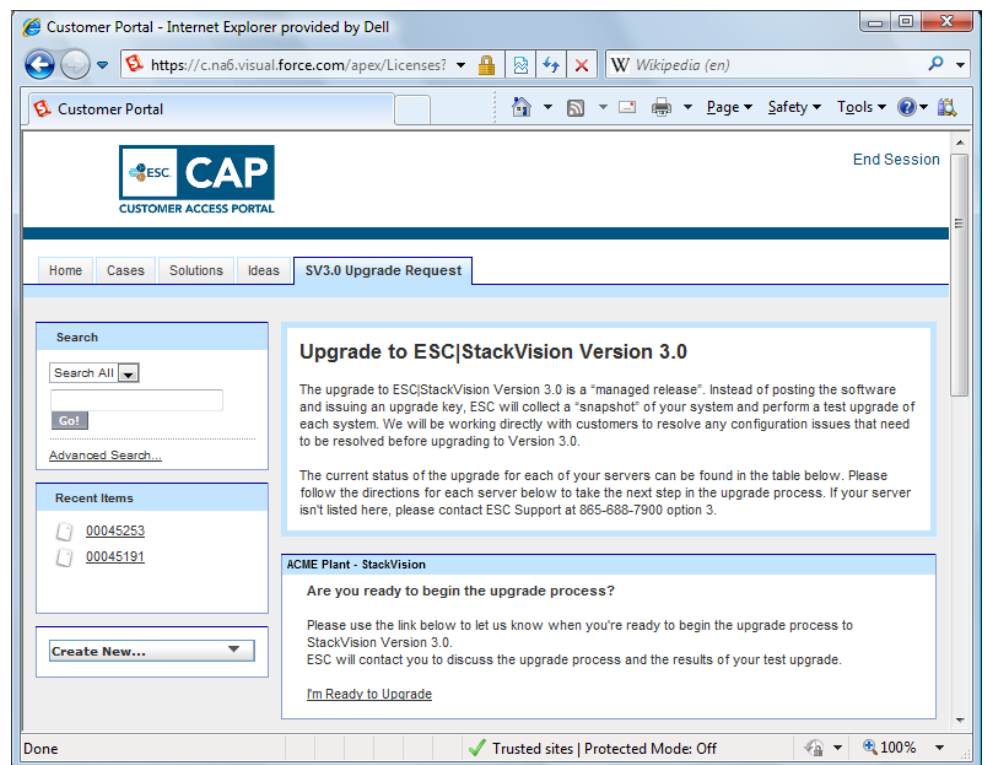 Customer Portal - Internet Explorer provided by Dell
https://c.na6.visual.force.com/apex/Licenses?
W Wikipedia (en)
Customer Portal
Page
Safety
Tools
End Session
ESC
CAP
CUSTOMER ACCESS PORTAL
Home Cases Solutions Ideas SV3.0 Upgrade Request
Search
Search All
Go!
Advanced Search...
Recent Items
00045253
00045191
Create New...
Upgrade to ESC|StackVision Version 3.0
The upgrade to ESC|StackVision Version 3.0 is a “managed release”. Instead of posting the software
and issuing an upgrade key, ESC will collect a “snapshot” of your system and perform a test upgrade of
each system. We will be working directly with customers to resolve any configuration issues that need
to be resolved before upgrading to Version 3.0.
The current status of the upgrade for each of your servers can be found in the table below. Please
follow the directions for each server below to take the next step in the upgrade process. If your server
isn't listed here, please contact ESC Support at 865-688-7900 option 3.
ACME Plant - StackVision
Are you ready to begin the upgrade process?
Please use the link below to let us know when you're ready to begin the upgrade process to
StackVision Version 3.0.
ESC will contact you to discuss the upgrade process and the results of your test upgrade.
I'm Ready to Upgrade
Done
Trusted sites | Protected Mode: Off
100%